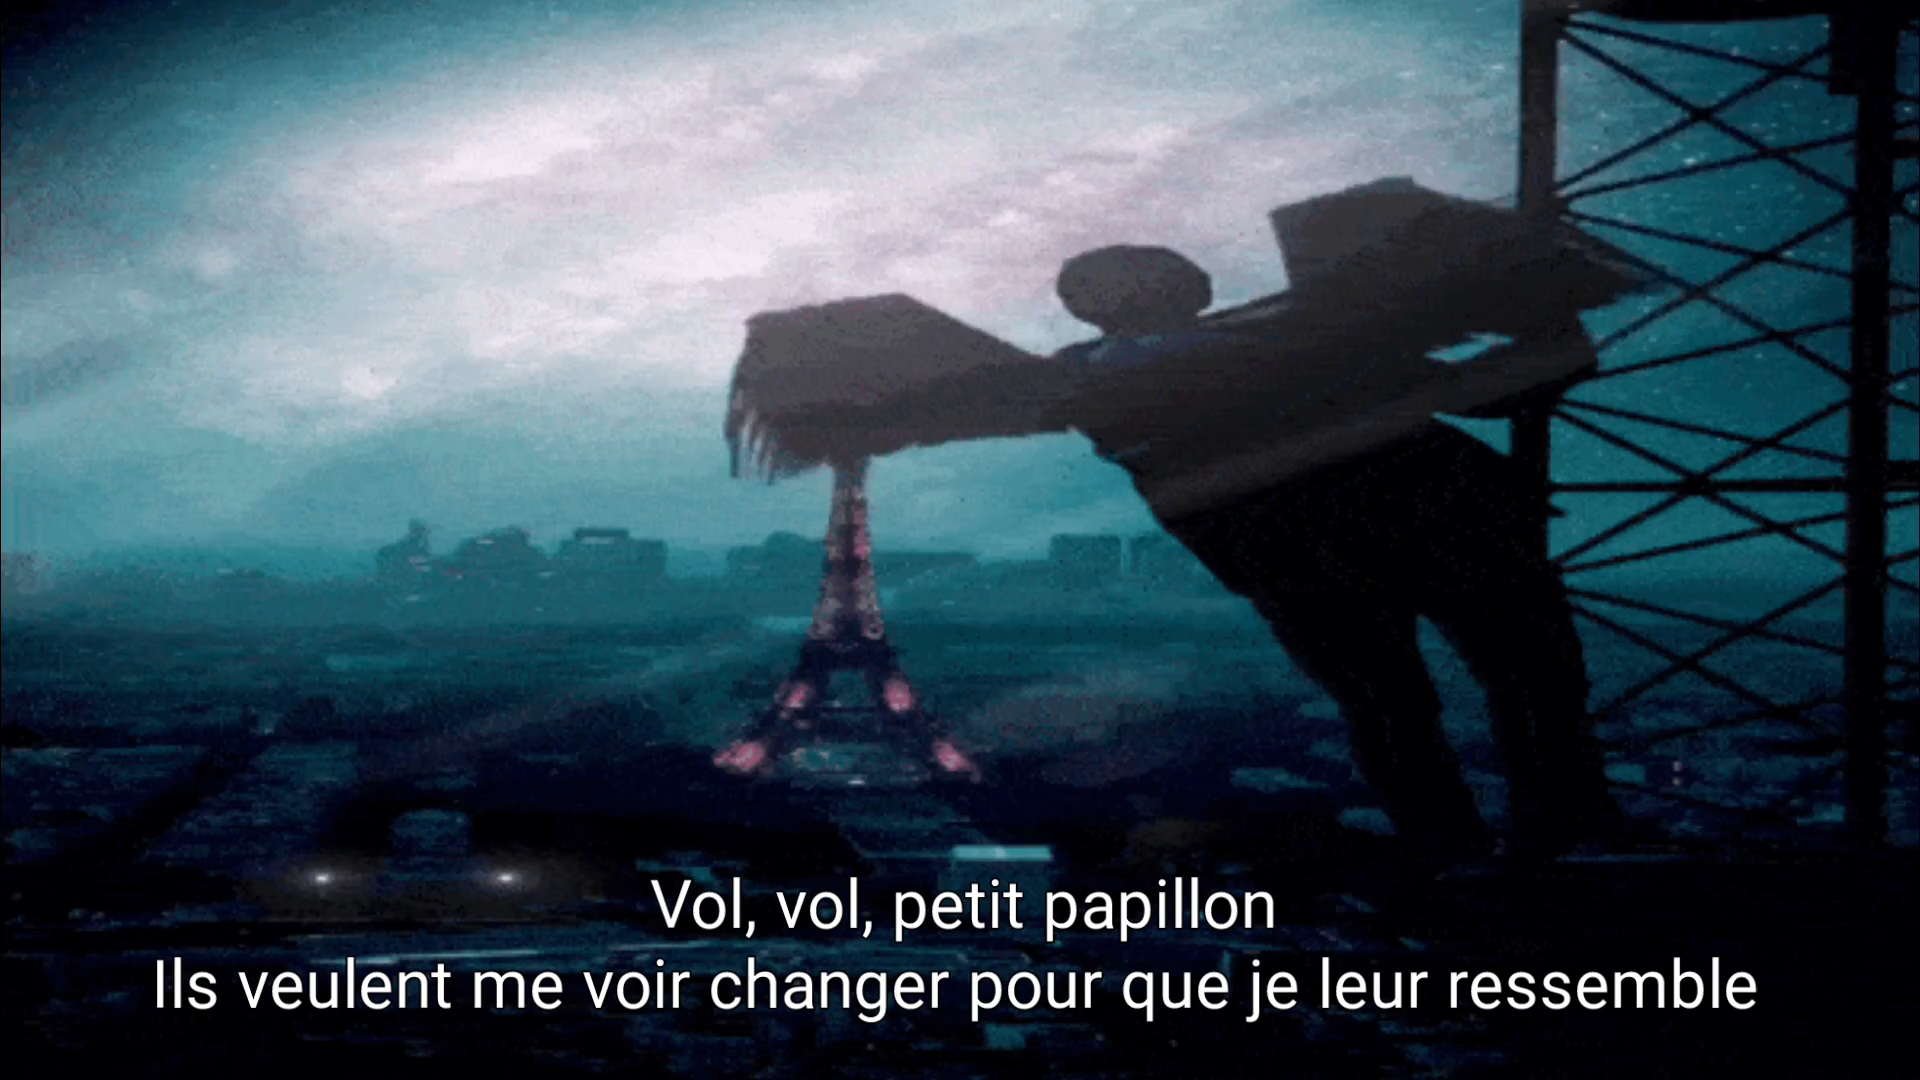 Vol, vol, petit papillon
Ils veulent me voir changer pour que je leur ressemble